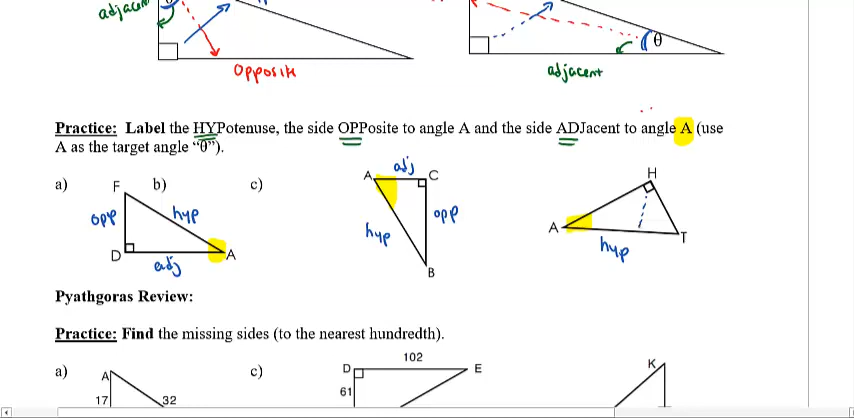 adjacent
opposite
θ
adjacent
Practice: Label the HYPotenuse, the side OPPosite to angle A and the side ADJacent to angle A (use
A as the target angle “θ”).
a) b) c)
F
opp
hyp
D
A
adj
A
adj
C
hyp
opp
B
H
A
hyp
T
Pyathgoras Review:
Practice: Find the missing sides (to the nearest hundredth).
a) c)
A
17
32
102
D
E
61
K